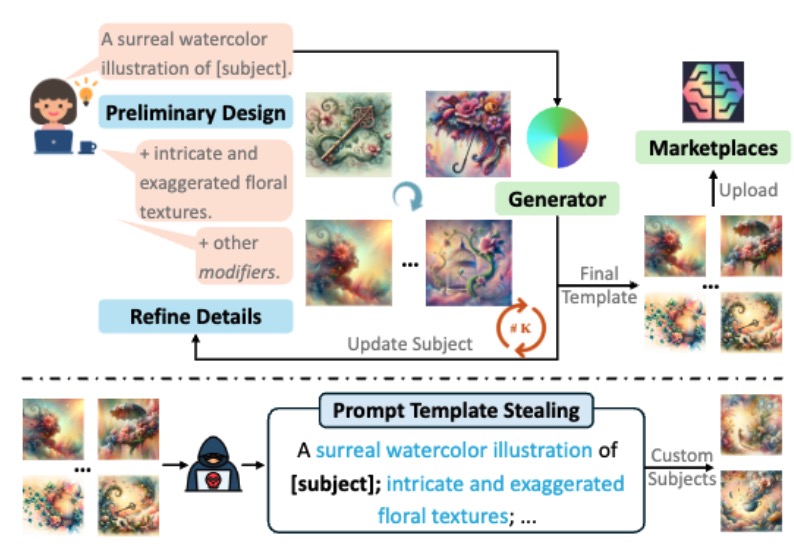 A surreal watercolor
illustration of [subject].
Preliminary Design
+ intricate and
exaggerated floral
textures.
+ other
modifiers.
Refine Details
...
Generator
Marketplaces
Upload
Final
Template
...
# K
Update Subject
...
Prompt Template Stealing
A surreal watercolor illustration of
[subject]; intricate and exaggerated
floral textures; ...
Custom
Subjects